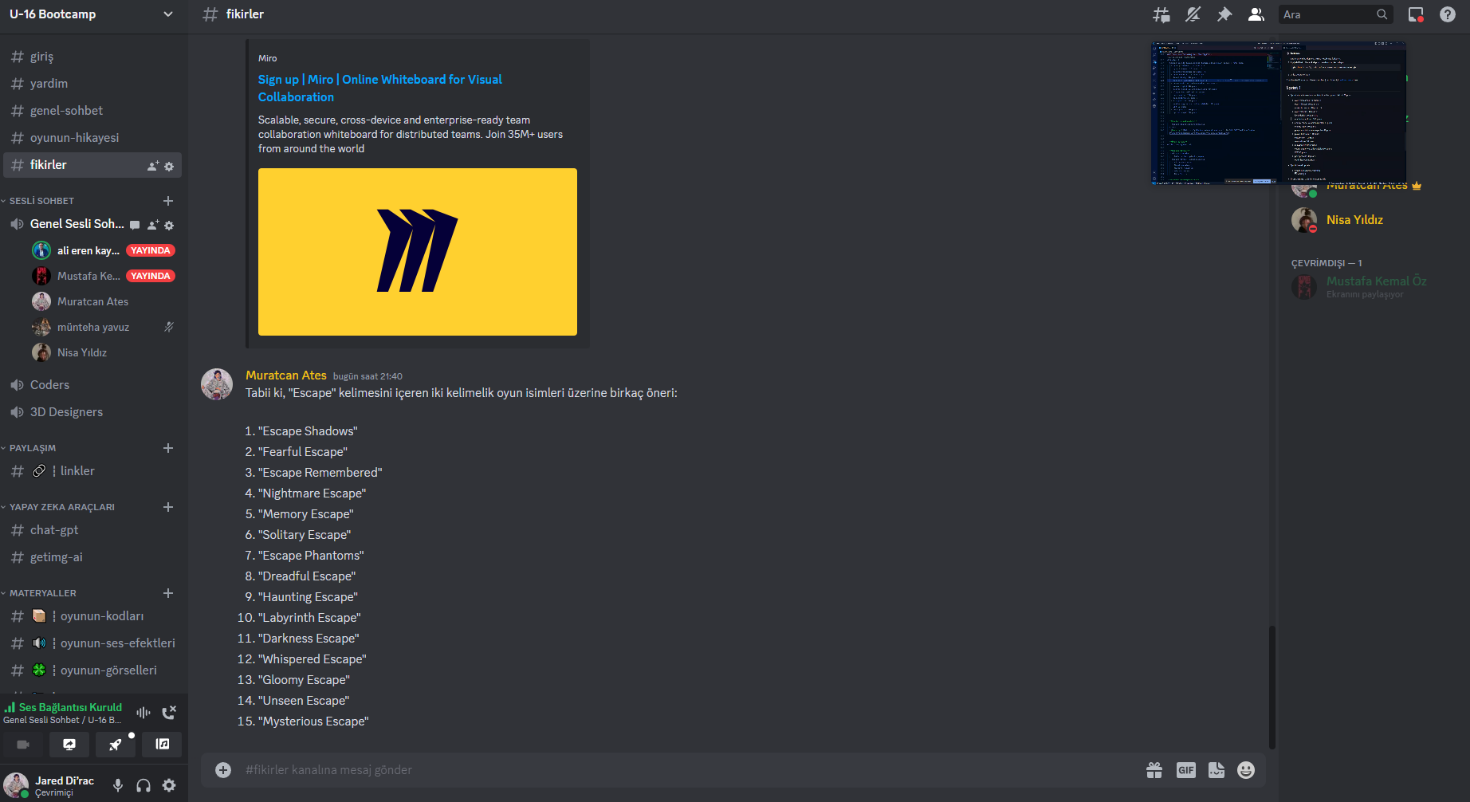 U-16 Bootcamp
giriş
yardim
genel-sohbet
oyunun-hikayesi
fikirler
SESLİ SOHBET
Genel Sesli Soh...
ali eren kay... YAYINDA
Mustafa Ke... YAYINDA
Muratcan Ates
münteha yavuz
Nisa Yıldız
Coders
3D Designers
PAYLAŞIM
linkler
YAPAY ZEKA ARAÇLARI
chat-gpt
getimg-ai
MATERYALLER
oyunun-kodları
oyunun-ses-efektleri
oyunun-görselleri
Ses Bağlantısı Kuruld
Genel Sesli Sohbet / U-16 B...
Jared Di'rac
Çevrimiçi
fikirler
Ara
Miro
Sign up | Miro | Online Whiteboard for Visual
Collaboration
Scalable, secure, cross-device and enterprise-ready team
collaboration whiteboard for distributed teams. Join 35M+ users
from around the world
Muratcan Ates bugün saat 21:40
Tabii ki, "Escape" kelimesini içeren iki kelimelik oyun isimleri üzerine birkaç öneri:
1. "Escape Shadows"
2. "Fearful Escape"
3. "Escape Remembered"
4. "Nightmare Escape"
5. "Memory Escape"
6. "Solitary Escape"
7. "Escape Phantoms"
8. "Dreadful Escape"
9. "Haunting Escape"
10. "Labyrinth Escape"
11. "Darkness Escape"
12. "Whispered Escape"
13. "Gloomy Escape"
14. "Unseen Escape"
15. "Mysterious Escape"
#fikirler kanalına mesaj gönder
GIF
Muratcan Ates
Nisa Yıldız
ÇEVRİMDIŞI — 1
Mustafa Kemal Öz
Ekranını paylaşıyor